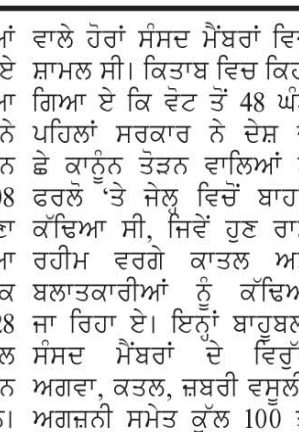 ਵਾਲੇ ਹੋਰਾਂ ਸੰਸਦ ਮੈਂਬਰਾਂ
ਏ ਸ਼ਾਮਲ ਸੀ। ਕਿਤਾਬ ਵਿਚ
ਗਿਆ ਏ ਕਿ ਵੋਟ ਤੋਂ 48
ਨੇ ਪਹਿਲਾਂ ਸਰਕਾਰ ਨੇ ਦੇਸ਼
ਨ ਛੇ ਕਾਨੂੰਨ ਤੋੜਨ ਵਾਲਿਆਂ
ਫਰਲੋ ‘ਤੇ ਜੇਲ੍ਹ ਵਿਚੋਂ
ਕੱਢਿਆ ਸੀ, ਜਿਵੇਂ ਹੁਣ
ਰਹੀਮ ਵਰਗੇ ਕਾਤਲ
ਬਲਾਤਕਾਰੀਆਂ ਨੂੰ
ਜਾ ਰਿਹਾ ਏ। ਇਨ੍ਹਾਂ
ਸੰਸਦ ਮੈਂਬਰਾਂ ਦੇ
ਅਗਵਾ, ਕਤਲ, ਜ਼ਬਰੀ ਵਸੂਲੀ
ਅਗਜ਼ਨੀ ਸਮੇਤ ਕੁੱਲ 100